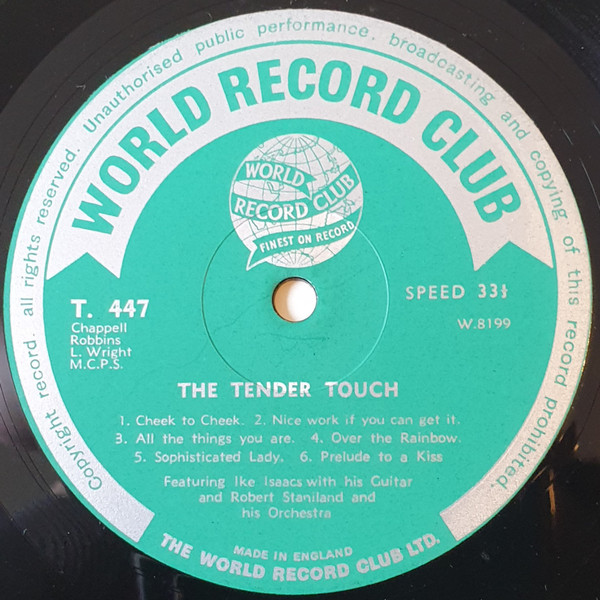 Copyright record. all rights reserved. Unauthorised public performance, broadcasting and copying of this record prohibited.
WORLD RECORD CLUB
WORLD
RECORD CLUB
FINEST ON RECORD
T. 447
Chappell
Robbins
L. Wright
M.C.P.S.
SPEED 33⅓
W.8199
THE TENDER TOUCH
1. Cheek to Cheek. 2. Nice work if you can get it.
3. All the things you are. 4. Over the Rainbow.
5. Sophisticated Lady. 6. Prelude to a Kiss
Featuring Ike Isaacs with his Guitar
and Robert Staniland and
his Orchestra
MADE IN ENGLAND
THE WORLD RECORD CLUB LTD.